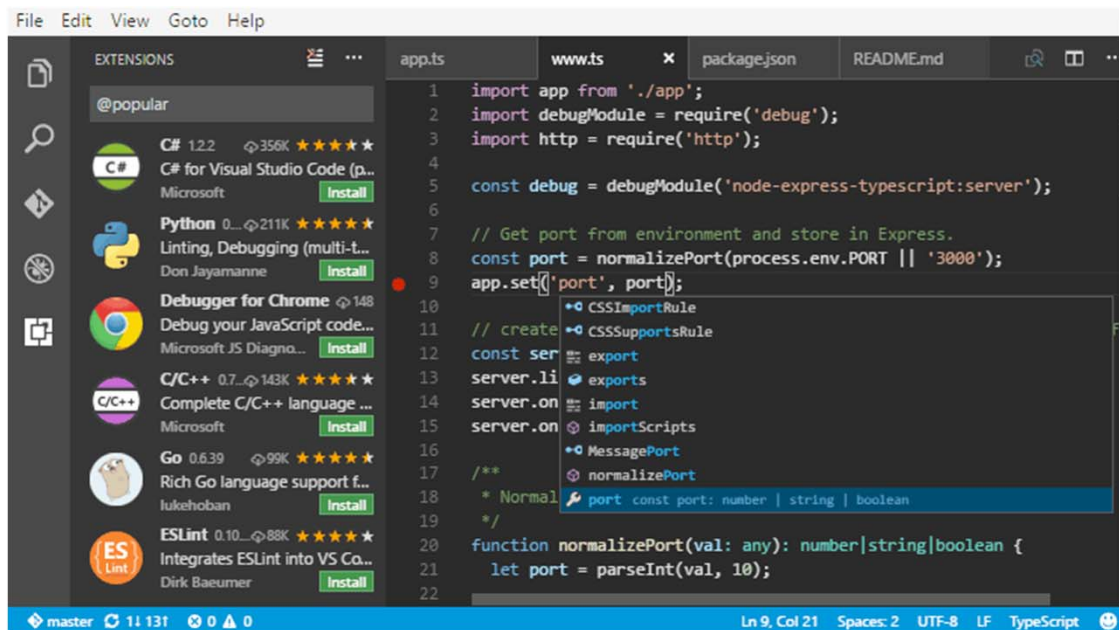 File Edit View Goto Help
EXTENSIONS
@popular
C# 1.2.2 356K
C# for Visual Studio Code (p...
Microsoft Install
Python 0.... 211K
Linting, Debugging (multi-t...
Don Jayamanne Install
Debugger for Chrome 148
Debug your JavaScript code...
Microsoft JS Diagno... Install
C/C++ 0.7... 143K
Complete C/C++ language ...
Microsoft Install
Go 0.6.39 99K
Rich Go language support f...
lukehoban Install
ESLint 0.10... 88K
Integrates ESLint into VS Co...
Dirk Baeumer Install
C#
C/C++
ES
Lint
app.ts www.ts package.json README.md
1 import app from './app';
2 import debugModule = require('debug');
3 import http = require('http');
4
5 const debug = debugModule('node-express-typescript:server');
6
7 // Get port from environment and store in Express.
8 const port = normalizePort(process.env.PORT || '3000');
9 app.set('port', port);
10
11 // create
12 const ser
13 server.li
14 server.on
15 server.on
16
17 /**
18 * Normal
19 */
20 function normalizePort(val: any): number|string|boolean {
21 let port = parseInt(val, 10);
22
CSSImportRule
CSSSupportsRule
export
exports
import
importScripts
MessagePort
normalizePort
port const port: number | string | boolean
master 1↓ 13↑ 0 0 Ln 9, Col 21 Spaces: 2 UTF-8 LF TypeScript